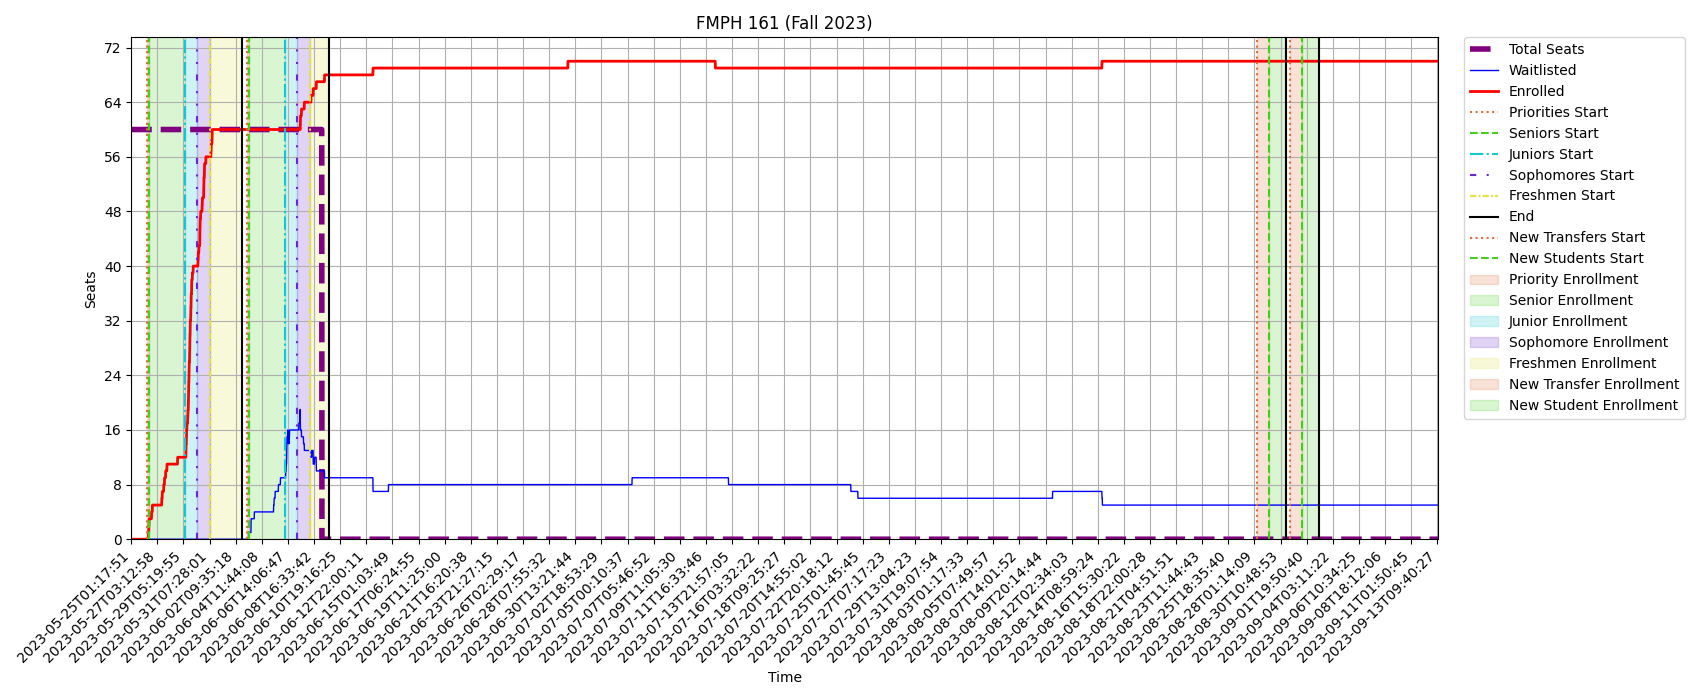 FMPH 161 (Fall 2023)
Seats
72
64
56
48
40
32
24
16
8
0
2023-05-25T01:17:51
2023-05-27T03:12:58
2023-05-29T05:19:55
2023-05-31T07:28:01
2023-06-02T09:35:18
2023-06-04T11:44:08
2023-06-06T14:06:47
2023-06-08T16:33:42
2023-06-10T19:16:25
2023-06-12T22:00:11
2023-06-15T01:03:49
2023-06-17T06:24:55
2023-06-19T11:25:00
2023-06-21T16:20:38
2023-06-23T21:27:15
2023-06-26T02:29:17
2023-06-28T07:55:32
2023-06-30T13:21:44
2023-07-02T18:53:29
2023-07-05T00:10:37
2023-07-07T05:46:52
2023-07-09T11:05:30
2023-07-11T16:33:46
2023-07-13T21:57:05
2023-07-16T03:32:22
2023-07-18T09:25:27
2023-07-20T14:55:02
2023-07-22T20:18:12
2023-07-25T01:45:45
2023-07-27T07:17:23
2023-07-29T13:04:23
2023-07-31T19:07:54
2023-08-03T01:17:33
2023-08-05T07:49:57
2023-08-07T14:01:52
2023-08-09T20:14:44
2023-08-12T02:34:03
2023-08-14T08:59:24
2023-08-16T15:30:22
2023-08-18T22:00:28
2023-08-21T04:51:51
2023-08-23T11:44:43
2023-08-25T18:35:40
2023-08-28T01:14:09
2023-08-30T10:48:53
2023-09-01T19:50:40
2023-09-04T03:11:22
2023-09-06T10:34:25
2023-09-08T18:12:06
2023-09-11T01:50:45
2023-09-13T09:40:27
Time
Total Seats
Waitlisted
Enrolled
Priorities Start
Seniors Start
Juniors Start
Sophomores Start
Freshmen Start
End
New Transfers Start
New Students Start
Priority Enrollment
Senior Enrollment
Junior Enrollment
Sophomore Enrollment
Freshmen Enrollment
New Transfer Enrollment
New Student Enrollment